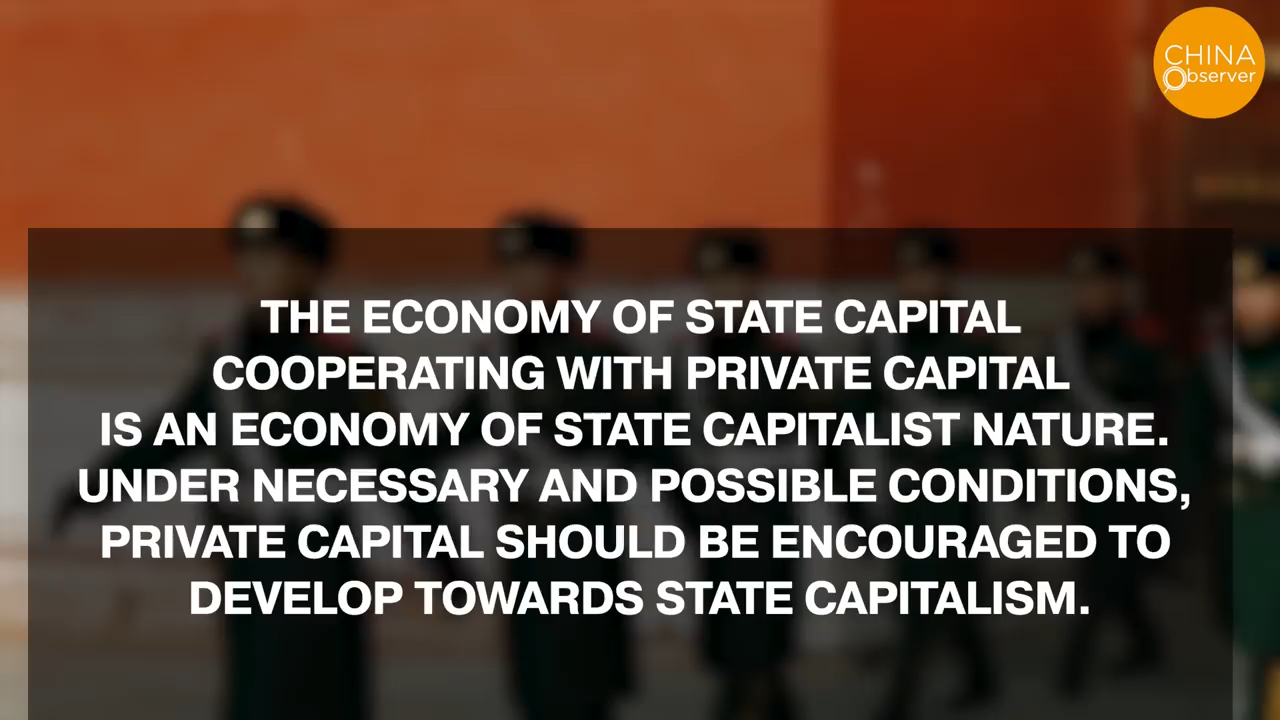 CHINA
Observer
THE ECONOMY OF STATE CAPITAL
COOPERATING WITH PRIVATE CAPITAL
IS AN ECONOMY OF STATE CAPITALIST NATURE.
UNDER NECESSARY AND POSSIBLE CONDITIONS,
PRIVATE CAPITAL SHOULD BE ENCOURAGED TO
DEVELOP TOWARDS STATE CAPITALISM.